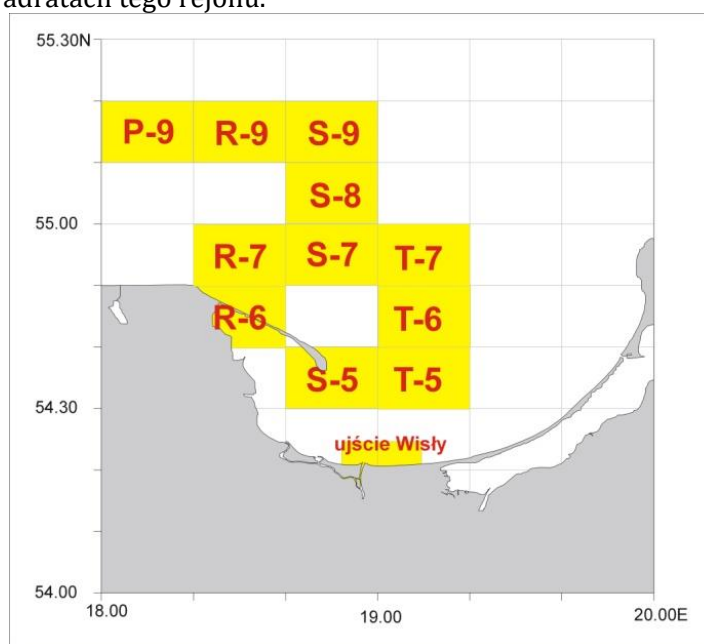 adratach tego rejonu.
55.30N
P-9 R-9 S-9
S-8
55.00
R-7 S-7 T-7
R-6 T-6
S-5 T-5
54.30
ujście Wisły
54.00
18.00 19.00 20.00E